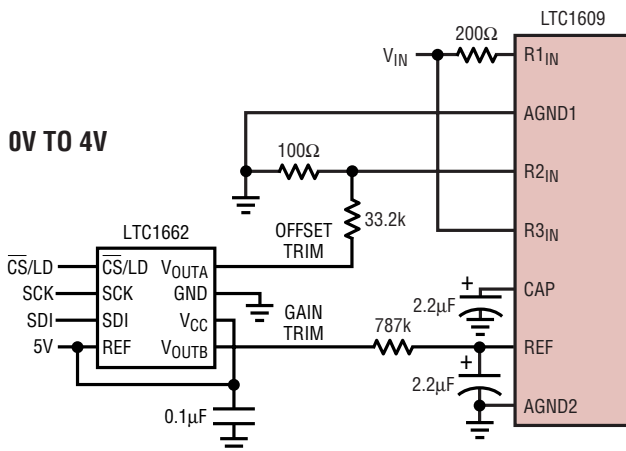 LTC1609
200Ω
V_IN
R1_IN
AGND1
0V TO 4V
100Ω
R2_IN
33.2k
OFFSET
TRIM
R3_IN
LTC1662
C̅S̅/LD
C̅S̅/LD
V_OUTA
SCK
SCK
GND
SDI
SDI
V_CC
5V
REF
V_OUTB
GAIN
TRIM
787k
+
2.2µF
CAP
REF
+
2.2µF
AGND2
0.1µF